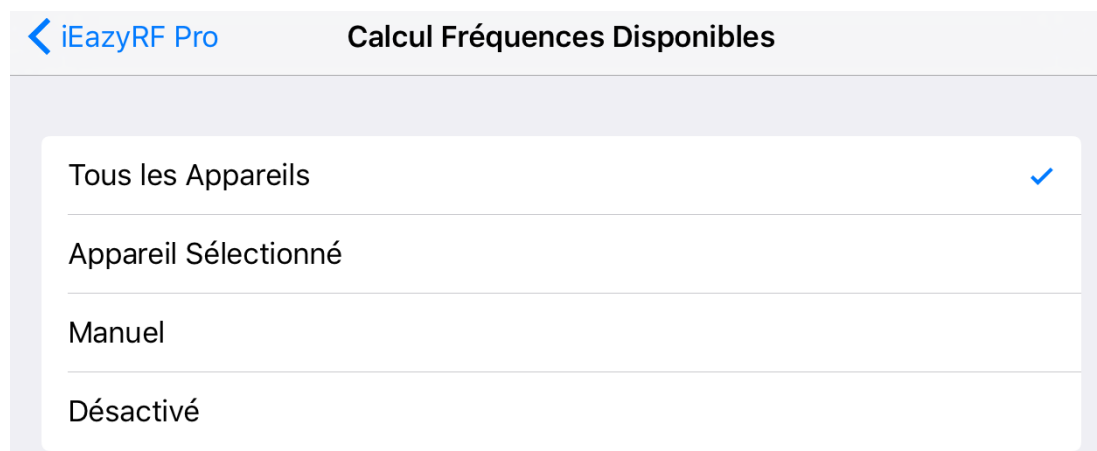 iEazyRF Pro Calcul Fréquences Disponibles
Tous les Appareils
Appareil Sélectionné
Manuel
Désactivé